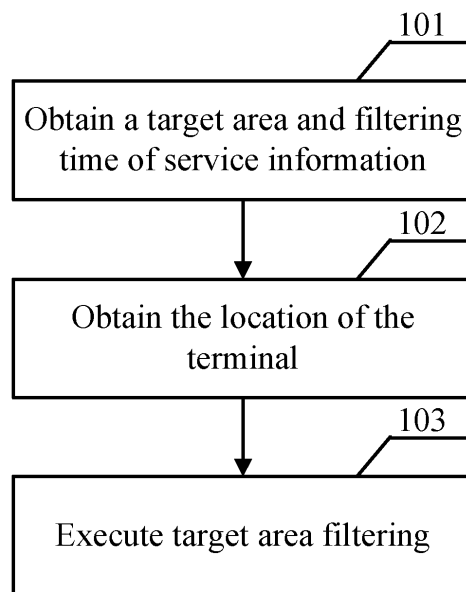 101
Obtain a target area and filtering
time of service information
102
Obtain the location of the
terminal
103
Execute target area filtering